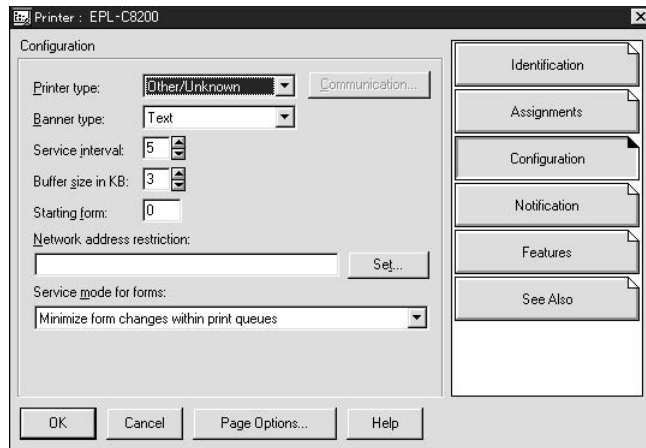 Printer : EPL-C8200
Configuration
Printer type: Other/Unknown Communication...
Banner type: Text
Service interval: 5
Buffer size in KB: 3
Starting form: 0
Network address restriction:
Set...
Service mode for forms:
Minimize form changes within print queues
OK Cancel Page Options... Help
Identification
Assignments
Configuration
Notification
Features
See Also